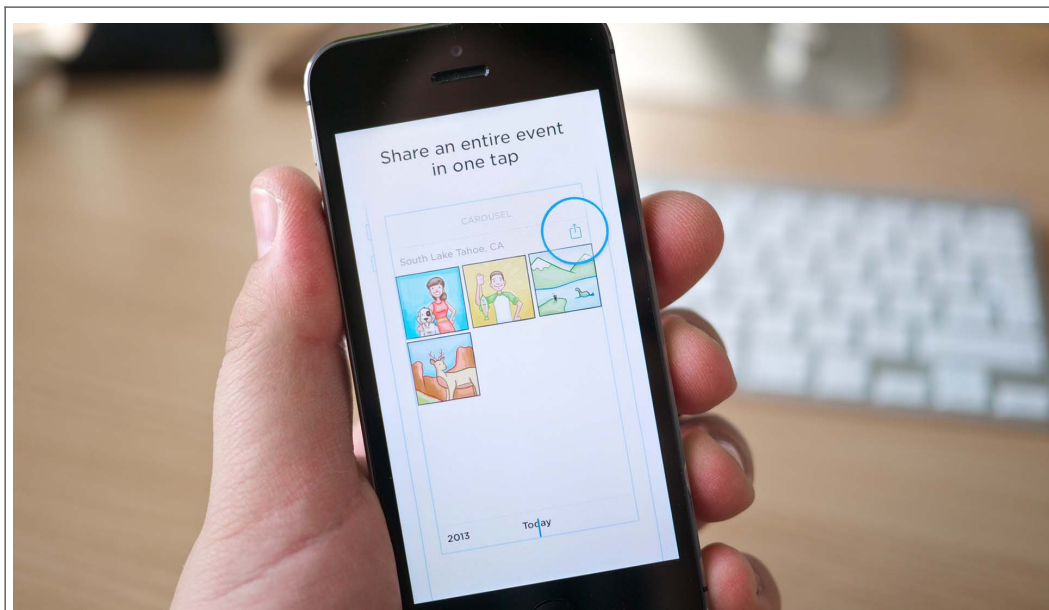 Share an entire event
in one tap
CAROUSEL
South Lake Tahoe, CA
2013 Today